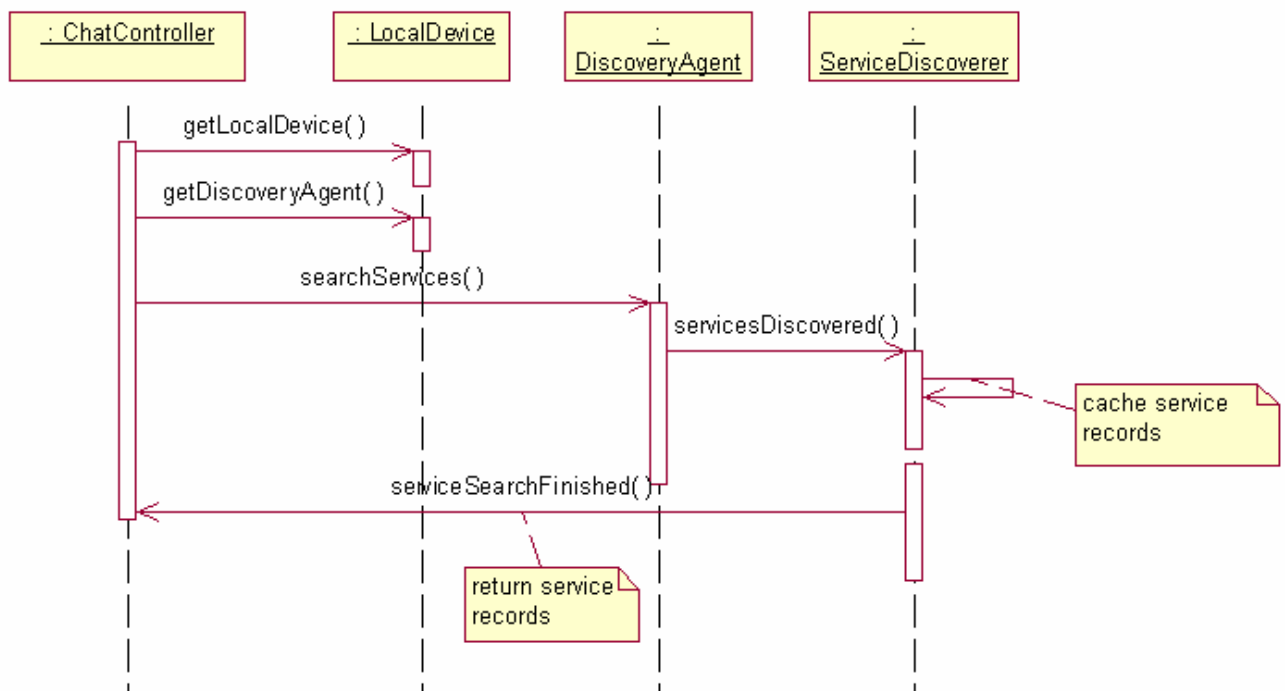 : ChatController
: LocalDevice
:
DiscoveryAgent
:
ServiceDiscoverer
getLocalDevice( )
getDiscoveryAgent( )
searchServices( )
servicesDiscovered( )
cache service
records
serviceSearchFinished( )
return service
records